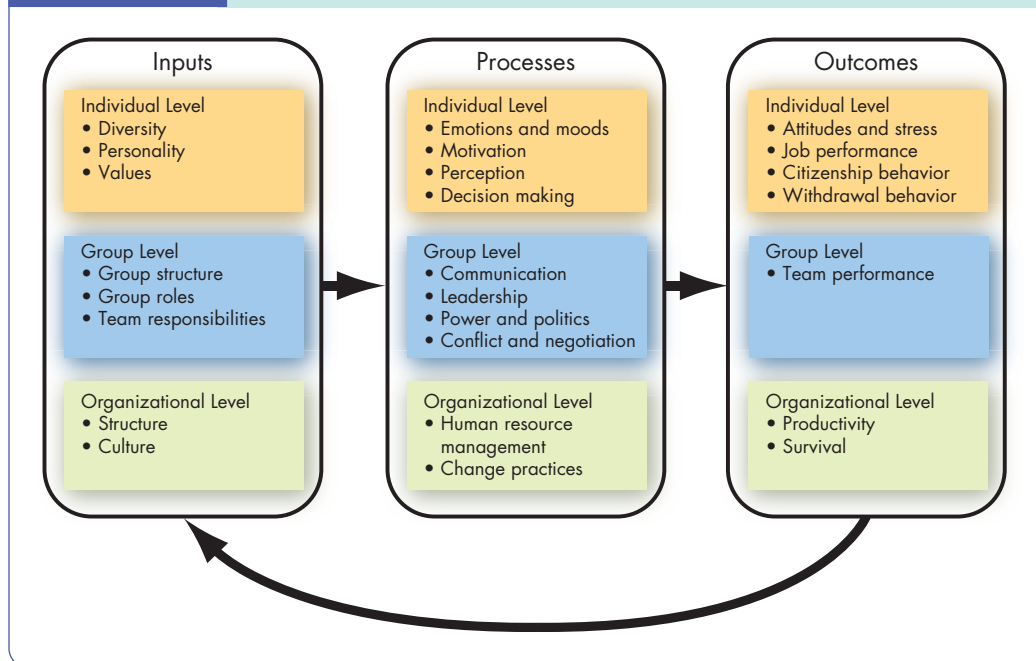 Inputs
Individual Level
• Diversity
• Personality
• Values
Group Level
• Group structure
• Group roles
• Team responsibilities
Organizational Level
• Structure
• Culture
Processes
Individual Level
• Emotions and moods
• Motivation
• Perception
• Decision making
Group Level
• Communication
• Leadership
• Power and politics
• Conflict and negotiation
Organizational Level
• Human resource
management
• Change practices
Outcomes
Individual Level
• Attitudes and stress
• Job performance
• Citizenship behavior
• Withdrawal behavior
Group Level
• Team performance
Organizational Level
• Productivity
• Survival